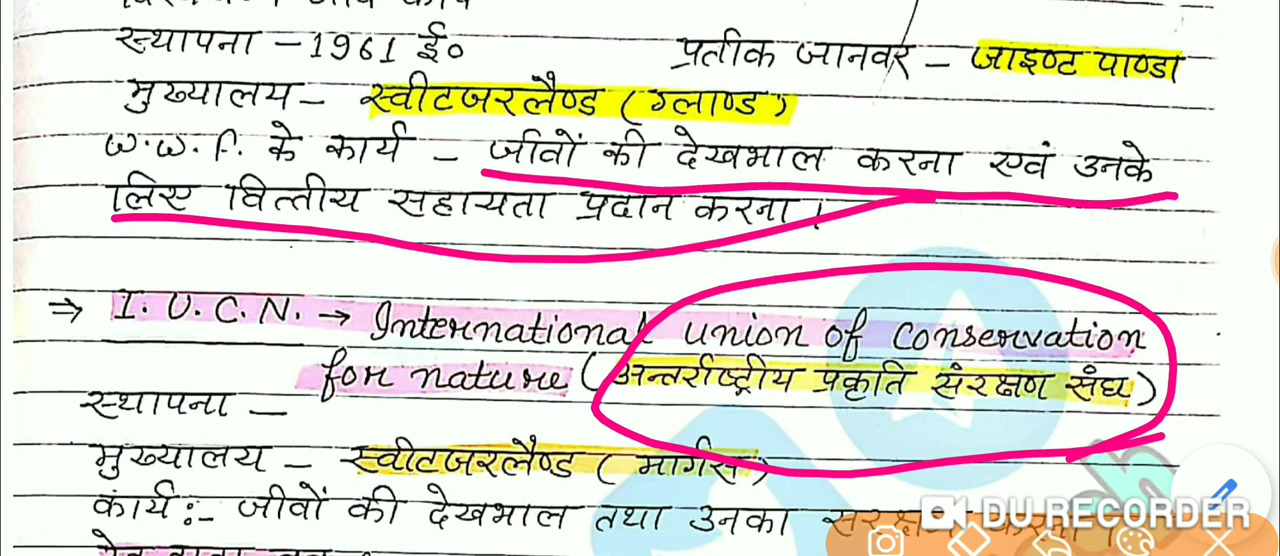 स्थापना – 1961 ई० प्रतीक जानवर – जाइण्ट पाण्डा
मुख्यालय – स्वीटजरलैण्ड (ग्लाण्ड)
W.W.F. के कार्य – जीवों की देखभाल करना एवं उनके
लिए वित्तीय सहायता प्रदान करना।
⇒ I.U.C.N. → International union of conservation
for nature (अन्तर्राष्ट्रीय प्रकृति संरक्षण संघ)
स्थापना –
मुख्यालय – स्वीटजरलैण्ड (मार्गस)
कार्य:- जीवों की देखभाल तथा उनका
DU RECORDER